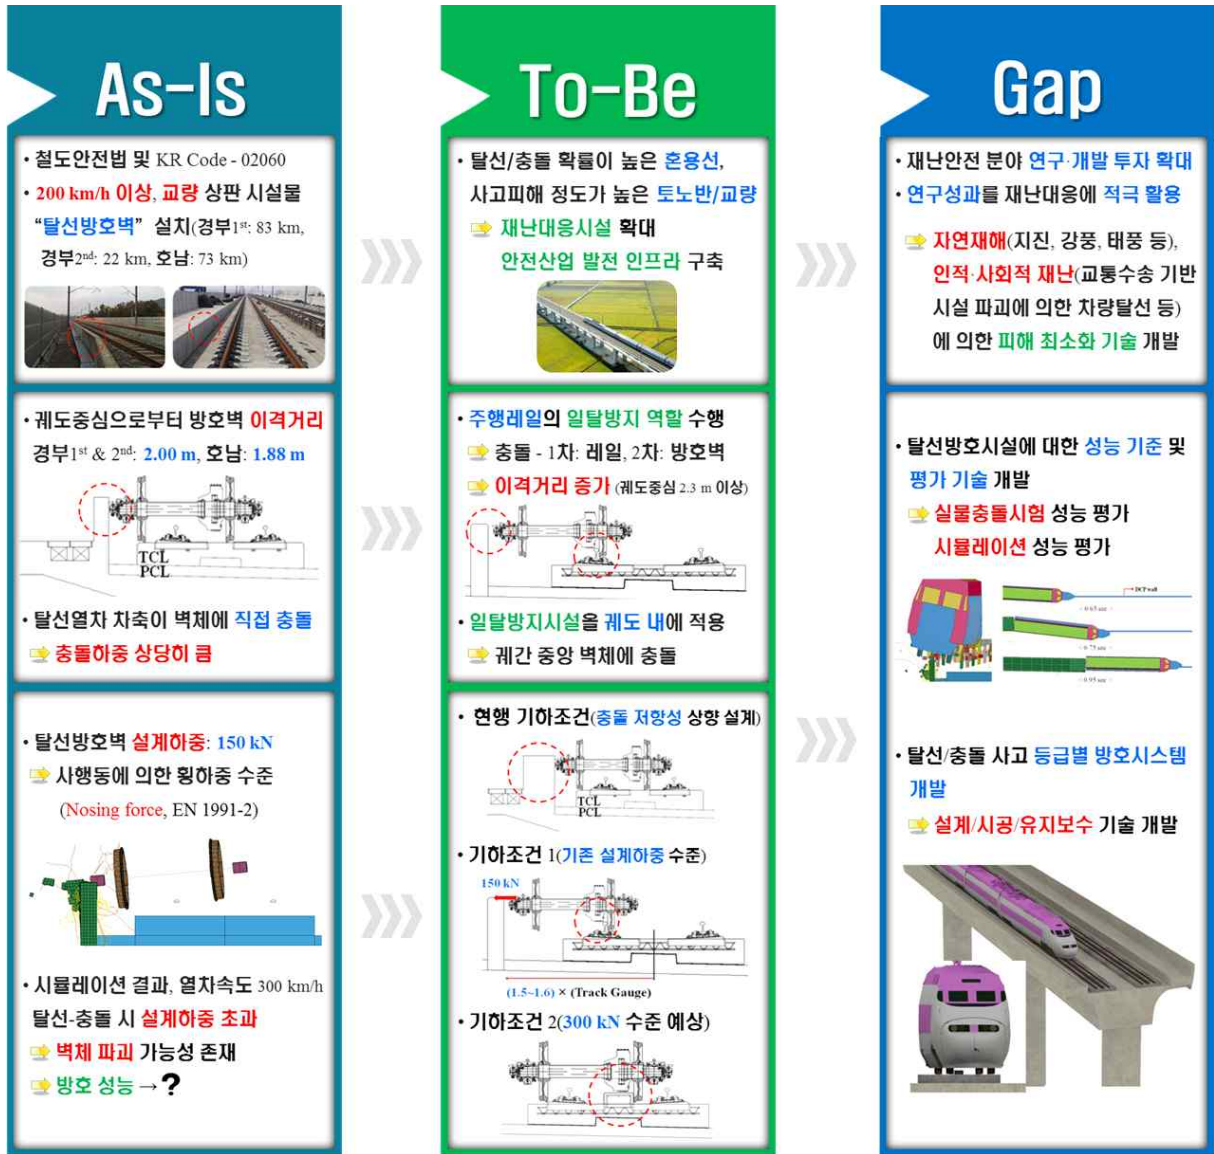 As-Is
• 철도안전법 및 KR Code - 02060
• 200 km/h 이상, 교량 상판 시설물
“탈선방호벽” 설치(경부1st: 83 km,
경부2nd: 22 km, 호남: 73 km)
• 궤도중심으로부터 방호벽 이격거리
경부1st & 2nd: 2.00 m, 호남: 1.88 m
TCL
PCL
• 탈선열차 차축이 벽체에 직접 충돌
충돌하중 상당히 큼
• 탈선방호벽 설계하중: 150 kN
사행동에 의한 횡하중 수준
(Nosing force, EN 1991-2)
• 시뮬레이션 결과, 열차속도 300 km/h
탈선-충돌 시 설계하중 초과
벽체 파괴 가능성 존재
방호 성능 → ?
To-Be
• 탈선/충돌 확률이 높은 혼용선,
사고피해 정도가 높은 토노반/교량
재난대응시설 확대
안전산업 발전 인프라 구축
• 주행레일의 일탈방지 역할 수행
충돌 - 1차: 레일, 2차: 방호벽
이격거리 증가 (궤도중심 2.3 m 이상)
• 일탈방지시설을 궤도 내에 적용
궤간 중앙 벽체에 충돌
• 현행 기하조건(충돌 저항성 상향 설계)
TCL
PCL
• 기하조건 1(기존 설계하중 수준)
150 kN
(1.5~1.6) × (Track Gauge)
• 기하조건 2(300 kN 수준 예상)
Gap
• 재난안전 분야 연구·개발 투자 확대
• 연구성과를 재난대응에 적극 활용
자연재해(지진, 강풍, 태풍 등),
인적·사회적 재난(교통수송 기반
시설 파괴에 의한 차량탈선 등)
에 의한 피해 최소화 기술 개발
• 탈선방호시설에 대한 성능 기준 및
평가 기술 개발
실물충돌시험 성능 평가
시뮬레이션 성능 평가
DCP wall
0.65 sec
0.75 sec
0.95 sec
• 탈선/충돌 사고 등급별 방호시스템
개발
설계/시공/유지보수 기술 개발